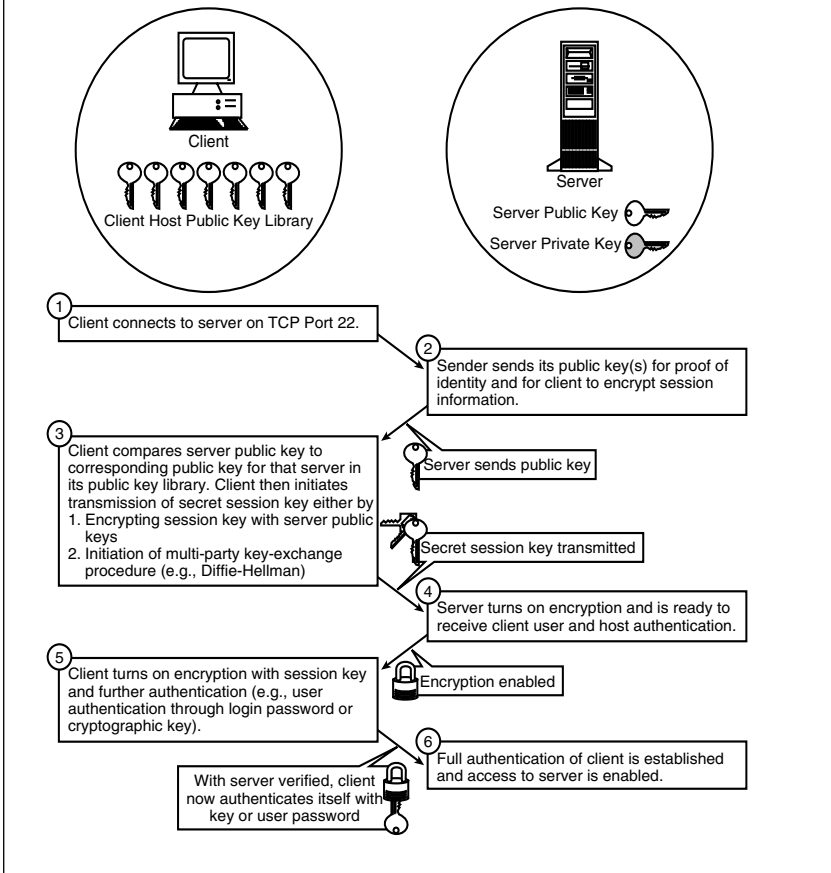 Client
Client Host Public Key Library
Server
Server Public Key
Server Private Key
1
Client connects to server on TCP Port 22.
2
Sender sends its public key(s) for proof of
identity and for client to encrypt session
information.
3
Client compares server public key to
corresponding public key for that server in
its public key library. Client then initiates
transmission of secret session key either by
1. Encrypting session key with server public
keys
2. Initiation of multi-party key-exchange
procedure (e.g., Diffie-Hellman)
Server sends public key
Secret session key transmitted
4
Server turns on encryption and is ready to
receive client user and host authentication.
5
Client turns on encryption with session key
and further authentication (e.g., user
authentication through login password or
cryptographic key).
Encryption enabled
6
Full authentication of client is established
and access to server is enabled.
With server verified, client
now authenticates itself with
key or user password